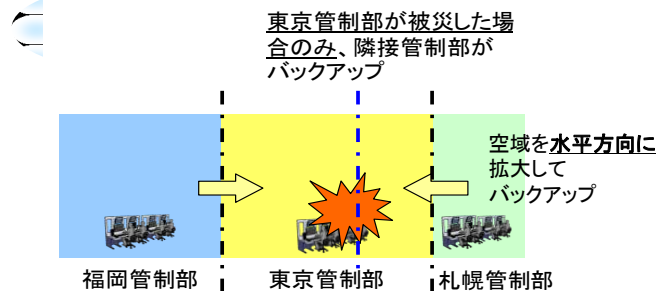 東京管制部が被災した場
合のみ、隣接管制部が
バックアップ
空域を水平方向に
拡大して
バックアップ
福岡管制部
東京管制部
札幌管制部